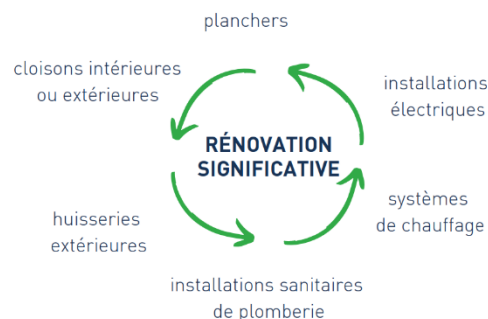 planchers
cloisons intérieures
ou extérieures
installations
électriques
RÉNOVATION
SIGNIFICATIVE
systèmes
de chauffage
huisseries
extérieures
installations sanitaires
de plomberie